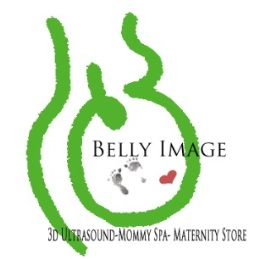 BELLY IMAGE
3D ULTRASOUND-MOMMY SPA- MATERNITY STORE